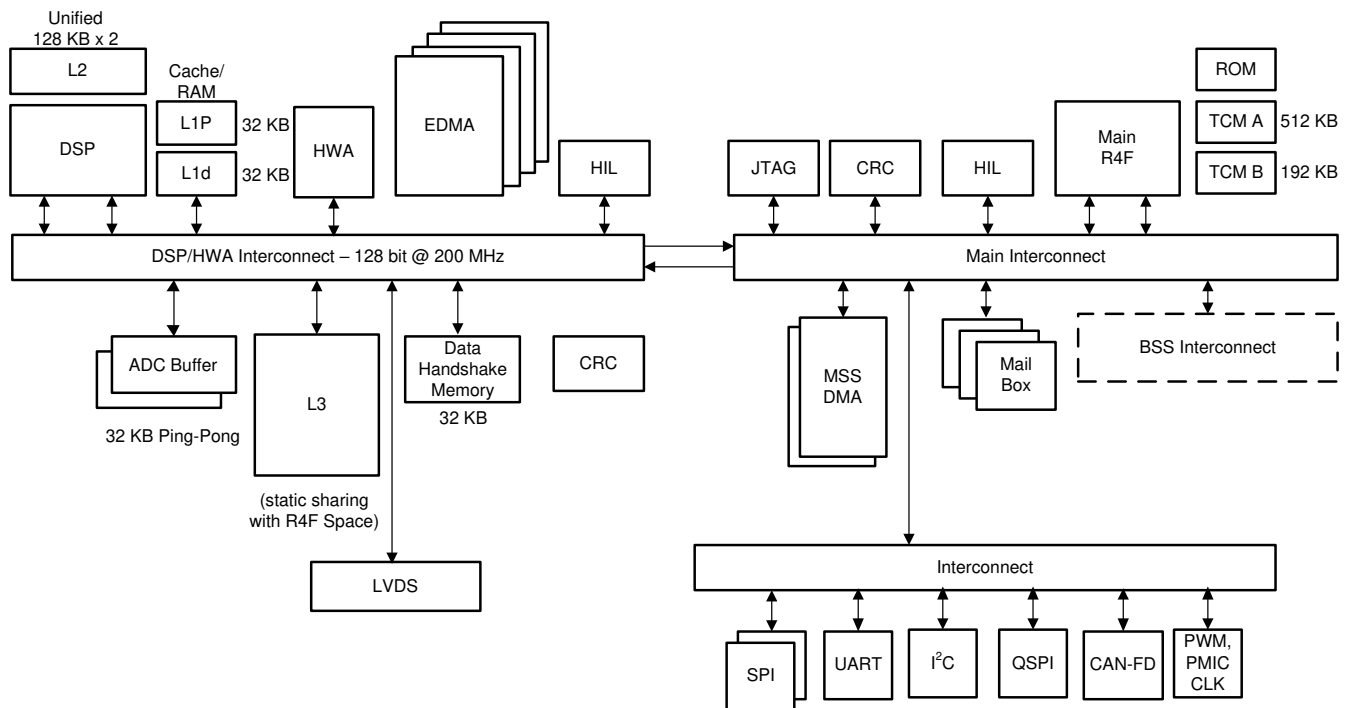 Unified
128 KB x 2
L2
Cache/
RAM
DSP
L1P
32 KB
L1d
32 KB
HWA
EDMA
HIL
JTAG
CRC
HIL
Main
R4F
ROM
TCM A
512 KB
TCM B
192 KB
DSP/HWA Interconnect – 128 bit @ 200 MHz
Main Interconnect
ADC Buffer
32 KB Ping-Pong
L3
(static sharing
with R4F Space)
Data
Handshake
Memory
32 KB
CRC
LVDS
MSS
DMA
Mail
Box
BSS Interconnect
Interconnect
SPI
UART
I²C
QSPI
CAN-FD
PWM,
PMIC
CLK